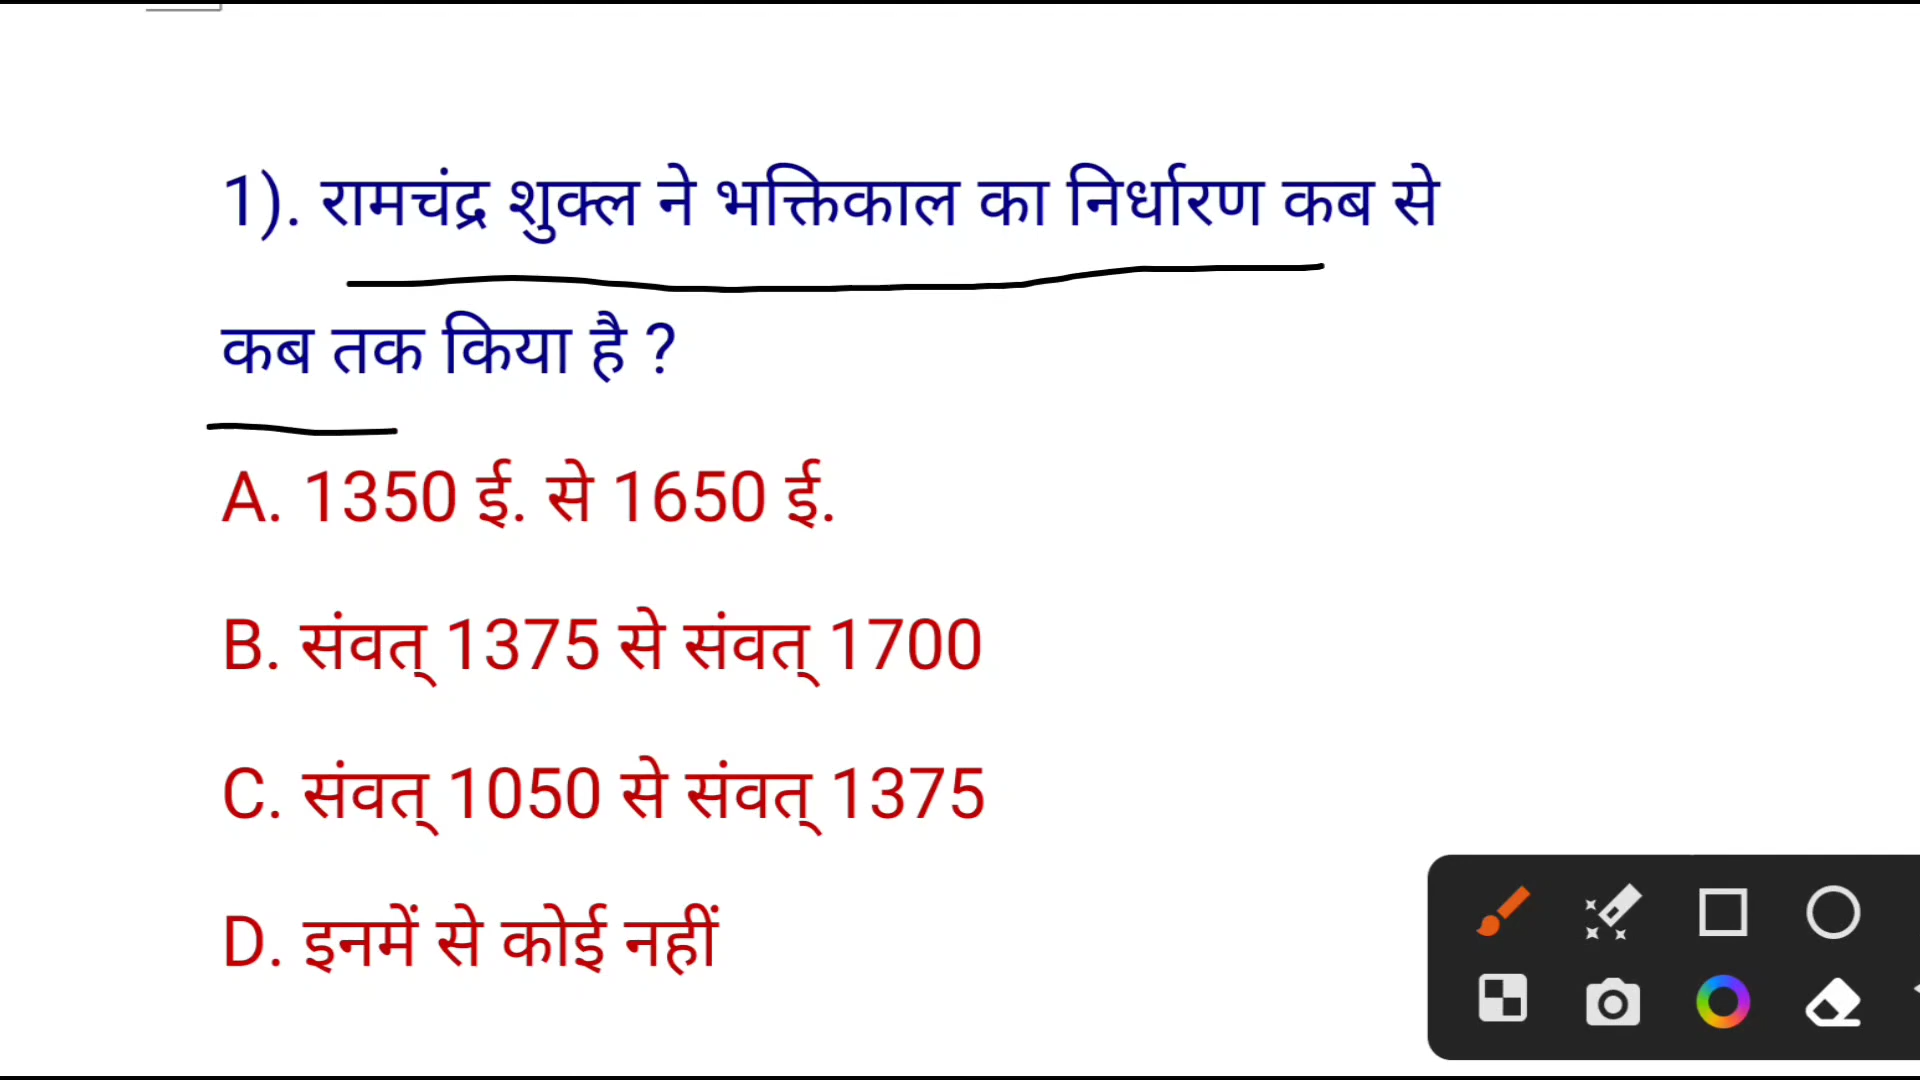 1). रामचंद्र शुक्ल ने भक्तिकाल का निर्धारण कब से
कब तक किया है ?
A. 1350 ई. से 1650 ई.
B. संवत् 1375 से संवत् 1700
C. संवत् 1050 से संवत् 1375
D. इनमें से कोई नहीं